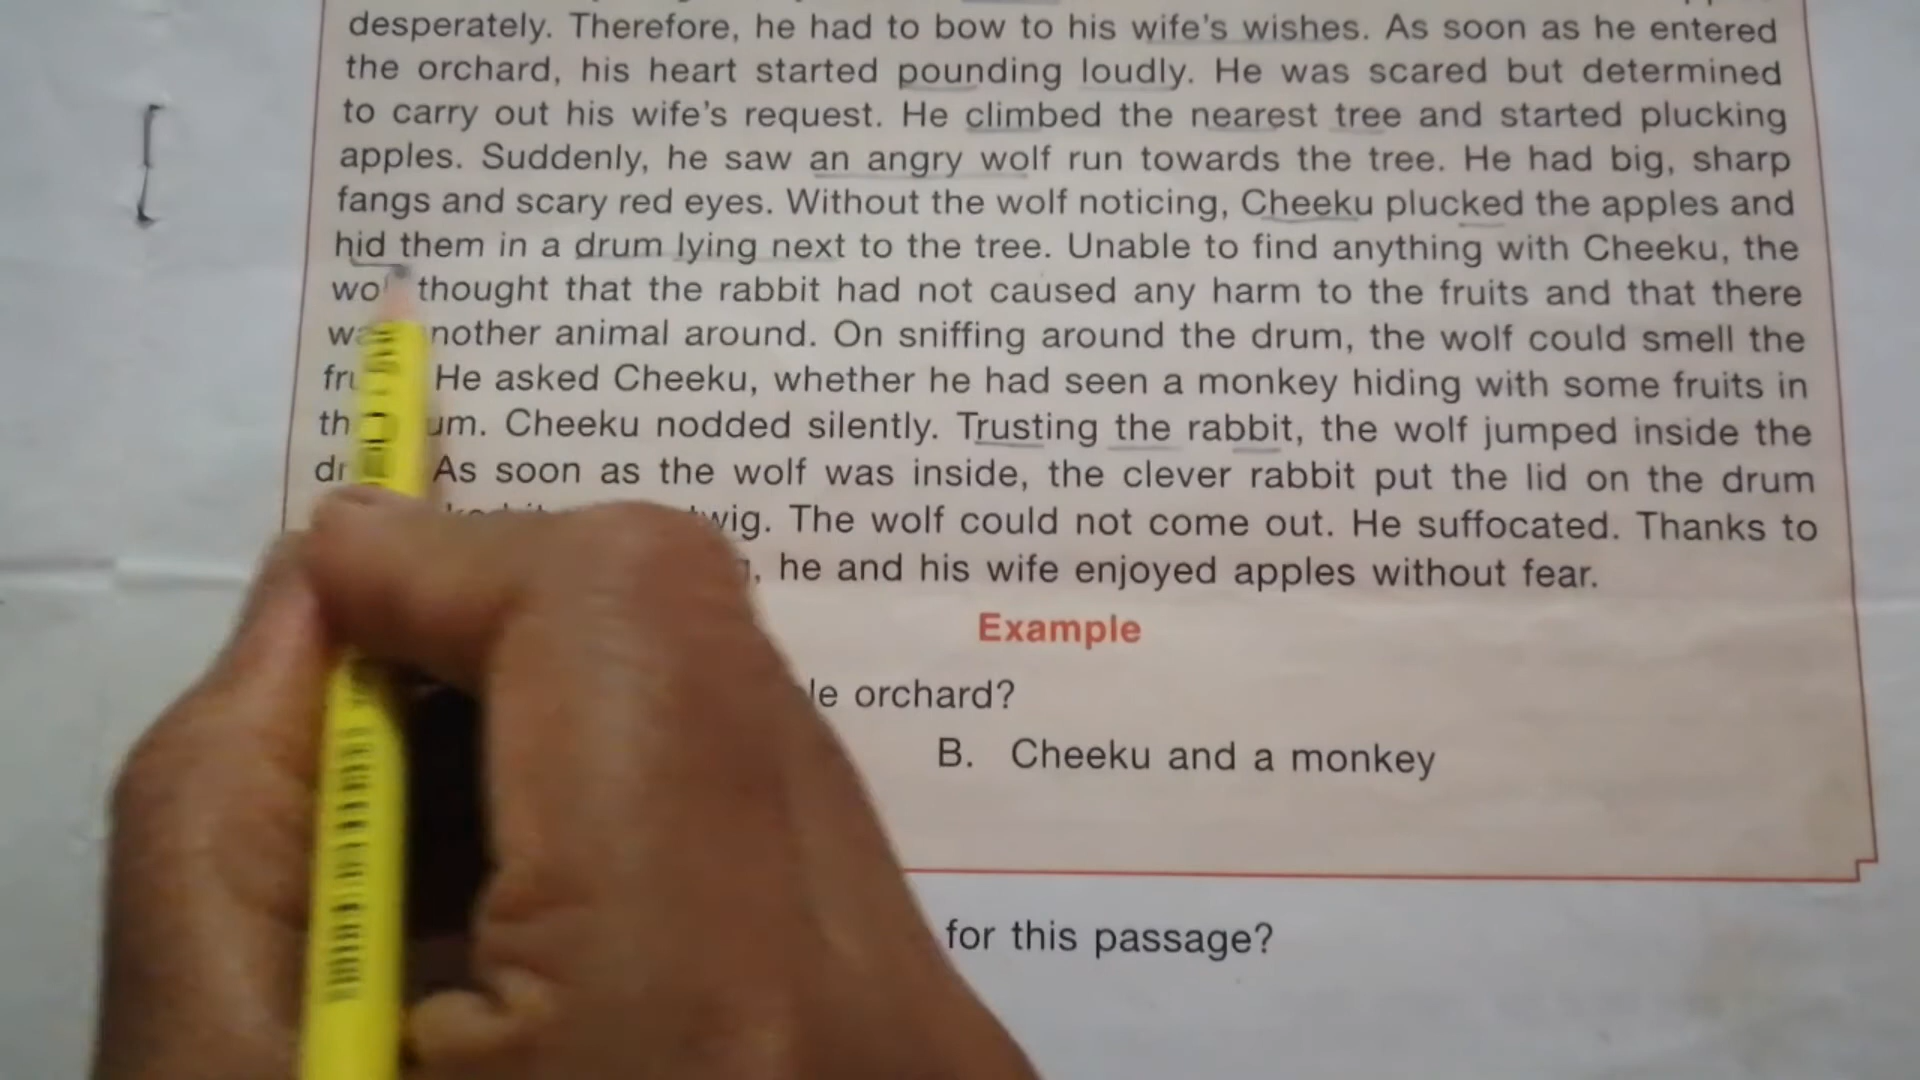 desperately. Therefore, he had to bow to his wife's wishes. As soon as he entered
the orchard, his heart started pounding loudly. He was scared but determined
to carry out his wife's request. He climbed the nearest tree and started plucking
apples. Suddenly, he saw an angry wolf run towards the tree. He had big, sharp
fangs and scary red eyes. Without the wolf noticing, Cheeku plucked the apples and
hid them in a drum lying next to the tree. Unable to find anything with Cheeku, the
thought that the rabbit had not caused any harm to the fruits and that there
animal around. On sniffing around the drum, the wolf could smell the
He asked Cheeku, whether he had seen a monkey hiding with some fruits in
Cheeku nodded silently. Trusting the rabbit, the wolf jumped inside the
As soon as the wolf was inside, the clever rabbit put the lid on the drum
The wolf could not come out. He suffocated. Thanks to
he and his wife enjoyed apples without fear.
Example
orchard?
B. Cheeku and a monkey
for this passage?